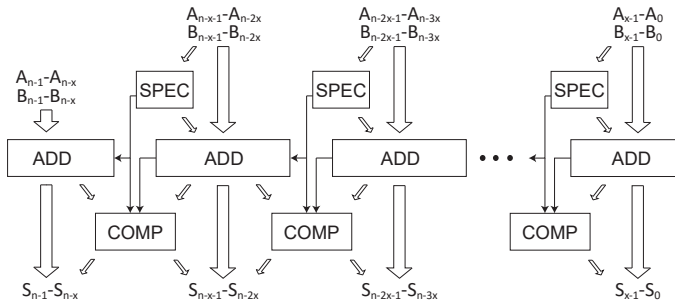 Aₙ₋ₓ₋₁-Aₙ₋₂ₓ Aₙ₋₂ₓ₋₁-Aₙ₋₃ₓ Aₓ₋₁-A₀
Bₙ₋ₓ₋₁-Bₙ₋₂ₓ Bₙ₋₂ₓ₋₁-Bₙ₋₃ₓ Bₓ₋₁-B₀
Aₙ₋₁-Aₙ₋ₓ SPEC SPEC SPEC
Bₙ₋₁-Bₙ₋ₓ
ADD ADD ADD ••• ADD
COMP COMP COMP
Sₙ₋₁-Sₙ₋ₓ Sₙ₋ₓ₋₁-Sₙ₋₂ₓ Sₙ₋₂ₓ₋₁-Sₙ₋₃ₓ Sₓ₋₁-S₀